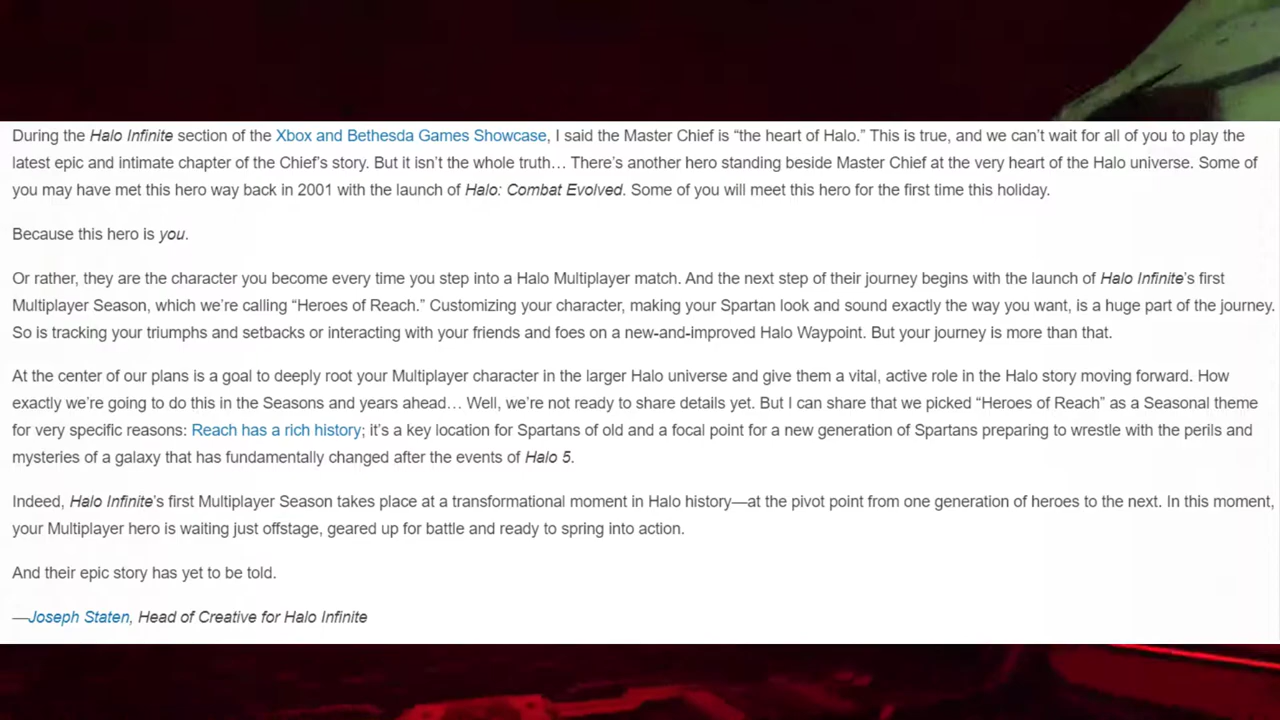 During the Halo Infinite section of the Xbox and Bethesda Games Showcase, I said the Master Chief is “the heart of Halo.” This is true, and we can’t wait for all of you to play the
latest epic and intimate chapter of the Chief’s story. But it isn’t the whole truth… There’s another hero standing beside Master Chief at the very heart of the Halo universe. Some of
you may have met this hero way back in 2001 with the launch of Halo: Combat Evolved. Some of you will meet this hero for the first time this holiday.
Because this hero is you.
Or rather, they are the character you become every time you step into a Halo Multiplayer match. And the next step of their journey begins with the launch of Halo Infinite’s first
Multiplayer Season, which we’re calling “Heroes of Reach.” Customizing your character, making your Spartan look and sound exactly the way you want, is a huge part of the journey.
So is tracking your triumphs and setbacks or interacting with your friends and foes on a new-and-improved Halo Waypoint. But your journey is more than that.
At the center of our plans is a goal to deeply root your Multiplayer character in the larger Halo universe and give them a vital, active role in the Halo story moving forward. How
exactly we’re going to do this in the Seasons and years ahead… Well, we’re not ready to share details yet. But I can share that we picked “Heroes of Reach” as a Seasonal theme
for very specific reasons: Reach has a rich history; it’s a key location for Spartans of old and a focal point for a new generation of Spartans preparing to wrestle with the perils and
mysteries of a galaxy that has fundamentally changed after the events of Halo 5.
Indeed, Halo Infinite’s first Multiplayer Season takes place at a transformational moment in Halo history—at the pivot point from one generation of heroes to the next. In this moment,
your Multiplayer hero is waiting just offstage, geared up for battle and ready to spring into action.
And their epic story has yet to be told.
—Joseph Staten, Head of Creative for Halo Infinite